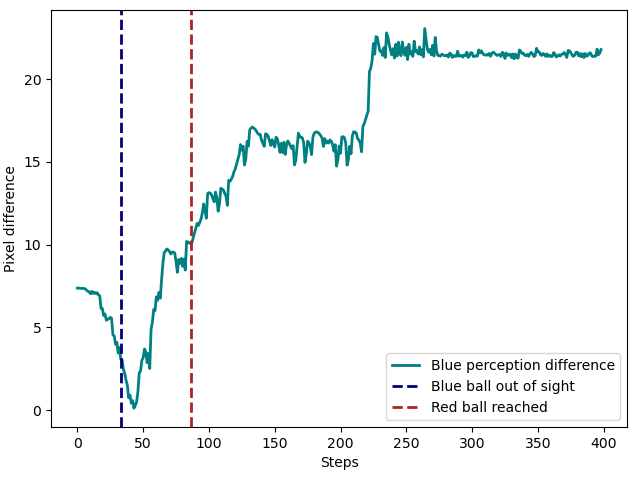 20
15
10
5
0
Pixel difference
0 50 100 150 200 250 300 350 400
Steps
Blue perception difference
Blue ball out of sight
Red ball reached